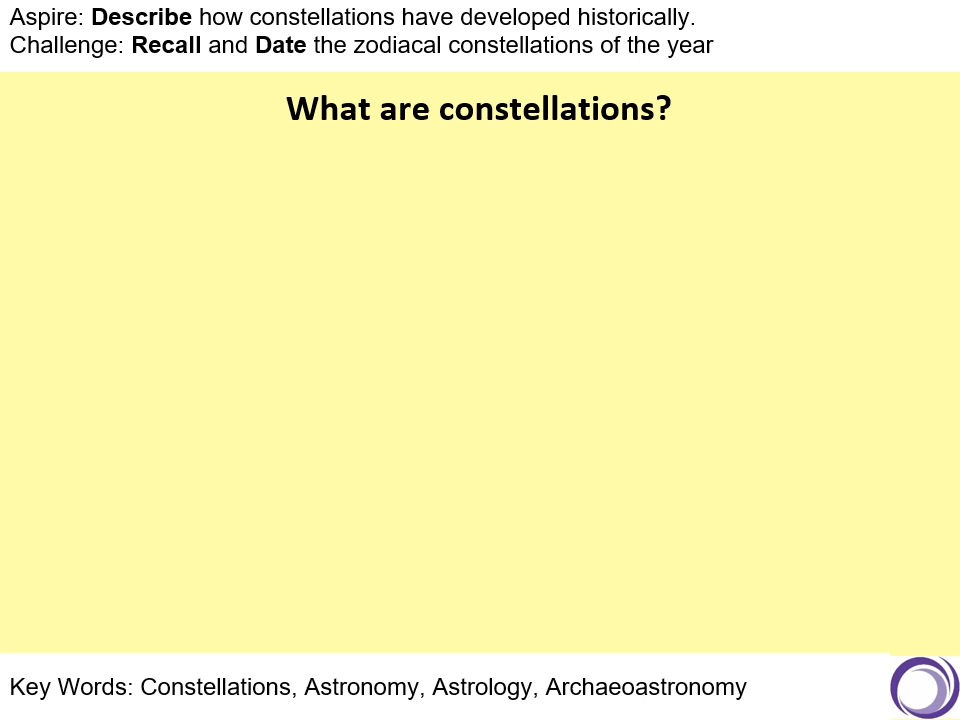 Aspire: Describe how constellations have developed historically.
Challenge: Recall and Date the zodiacal constellations of the year
What are constellations?
Key Words: Constellations, Astronomy, Astrology, Archaeoastronomy